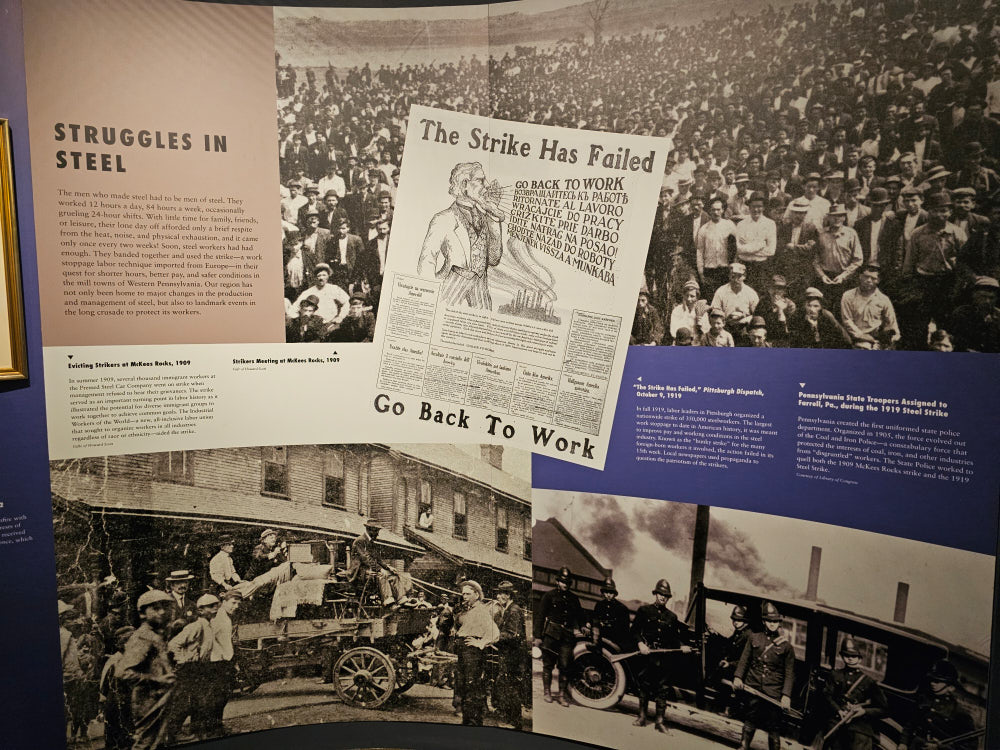 STRUGGLES IN
STEEL
The men who made steel had to be men of steel. They
worked 12 hours a day, 84 hours a week, occasionally
grueling 24-hour shifts. With little time for family, friends,
or leisure, their lone day off afforded only a brief respite
from the heat, noise, and physical exhaustion, and it came
only once every two weeks! Soon, steel workers had had
enough. They banded together and used the strike—a work
stoppage labor technique imported from Europe—in their
quest for shorter hours, better pay, and safer conditions in
the mill towns of Western Pennsylvania. Our region has
not only been home to major changes in the production
and management of steel, but also to landmark events in
the long crusade to protect its workers.
Evicting Strikers at McKees Rocks, 1909
In summer 1909, several thousand immigrant workers at
the Pressed Steel Car Company went on strike when
management refused to hear their grievances. The strike
served as an important turning point in labor history as it
illustrated the potential for diverse immigrant groups to
work together to achieve common goals. The Industrial
Workers of the World—a new, all-inclusive labor union
that sought to organize workers in all industries
regardless of race or ethnicity—aided the strike.
Gift of Howard Scott
Strikers Meeting at McKees Rocks, 1909
Gift of Howard Scott
The Strike Has Failed
GO BACK TO WORK
ВОЗВРАЩАЙТЕСЬ КЪ РАБОТѢ
RITORNATE AL LAVORO
WRACAJCIE DO PRACY
GRĮŽKITE PRIE DARBO
IDITE NATRAG NA POSAO
CHOĎTE NAZAD DO ROBOTY
MENJENEK VISSZA A MUNKÁBA
Go Back To Work
"The Strike Has Failed," Pittsburgh Dispatch,
October 9, 1919
In fall 1919, labor leaders in Pittsburgh organized a
nationwide strike of 350,000 steelworkers. The largest
work stoppage to date in American history, it was meant
to improve pay and working conditions in the steel
industry. Known as the "hunky strike" for the many
foreign-born workers it involved, the action failed in its
15th week. Local newspapers used propaganda to
question the patriotism of the strikers.
Pennsylvania State Troopers Assigned to
Farrell, Pa., during the 1919 Steel Strike
Pennsylvania created the first uniformed state police
department. Organized in 1905, the force evolved out
of the Coal and Iron Police—a constabulary force that
protected the interests of coal, iron, and other industries
from "disgruntled" workers. The State Police worked to
quell both the 1909 McKees Rocks strike and the 1919
Steel Strike.
Courtesy of Library of Congress